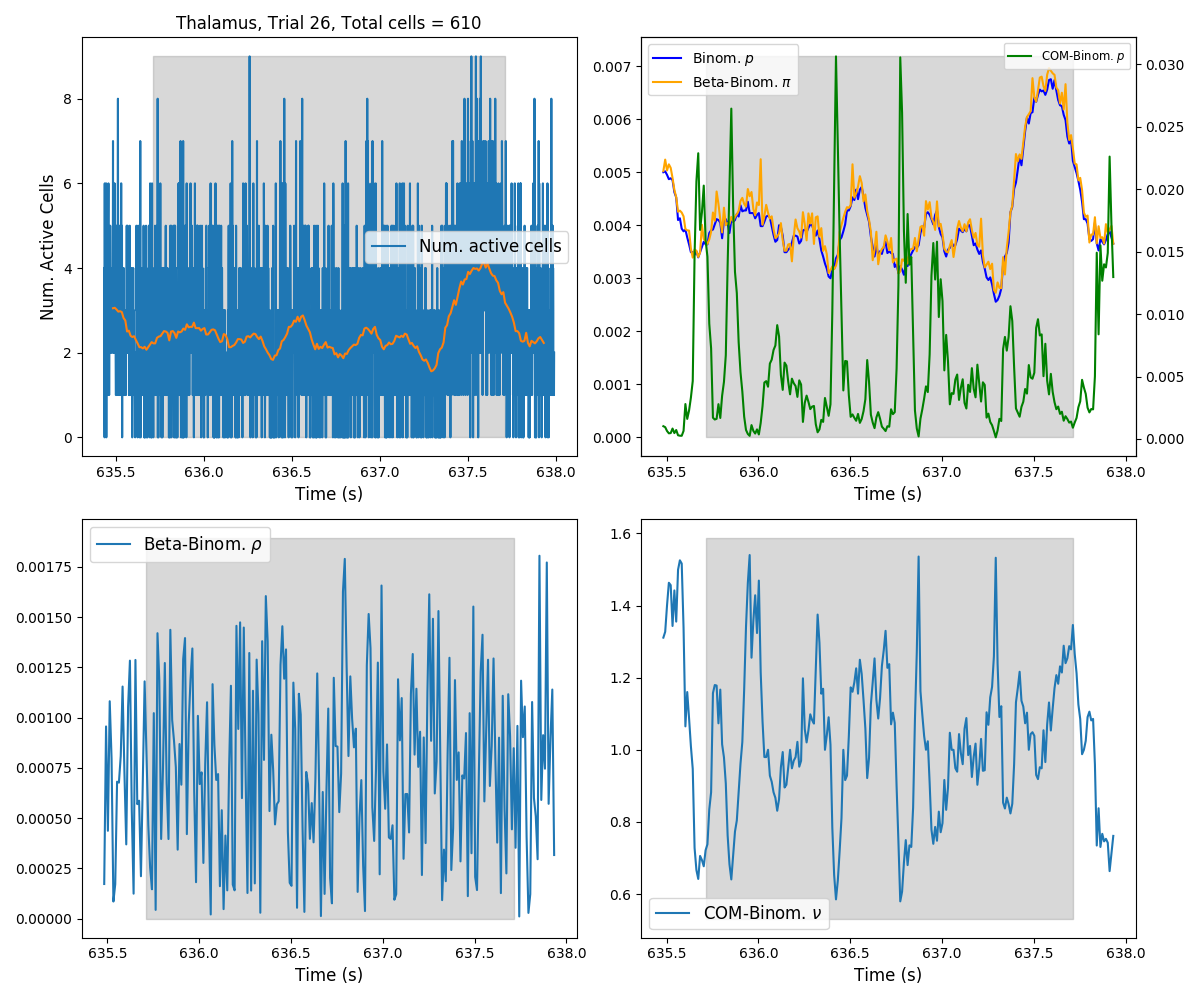 Thalamus, Trial 26, Total cells = 610
Num. Active Cells
8
6
4
2
0
Num. active cells
635.5 636.0 636.5 637.0 637.5 638.0
Time (s)
Binom. p
Beta-Binom. π
COM-Binom. p
0.007
0.006
0.005
0.004
0.003
0.002
0.001
0.000
0.030
0.025
0.020
0.015
0.010
0.005
0.000
635.5 636.0 636.5 637.0 637.5 638.0
Time (s)
Beta-Binom. ρ
0.00175
0.00150
0.00125
0.00100
0.00075
0.00050
0.00025
0.00000
635.5 636.0 636.5 637.0 637.5 638.0
Time (s)
1.6
1.4
1.2
1.0
0.8
0.6
COM-Binom. ν
635.5 636.0 636.5 637.0 637.5 638.0
Time (s)